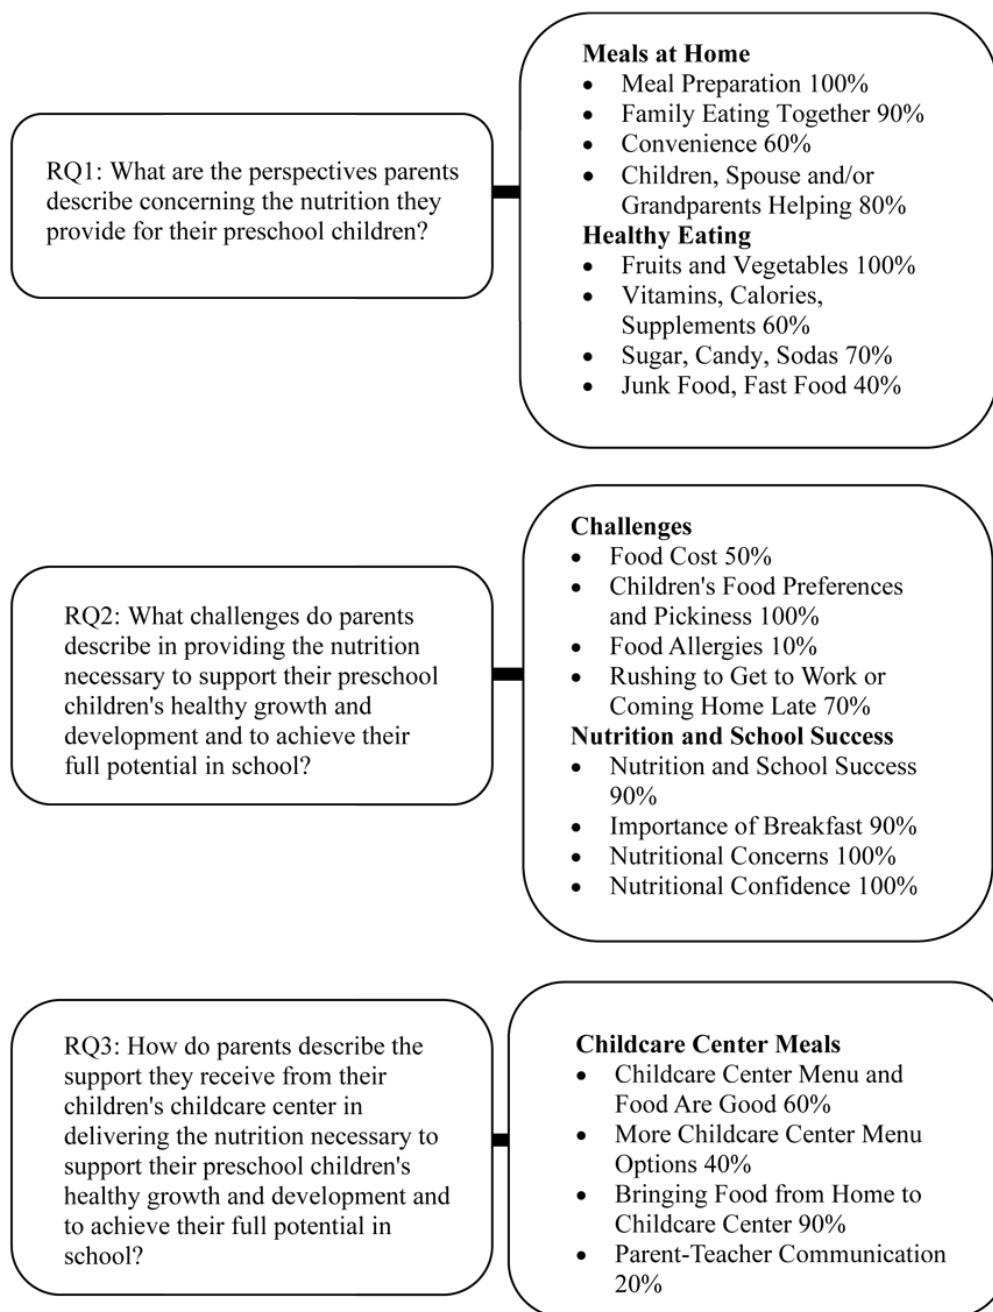 RQ1: What are the perspectives parents
describe concerning the nutrition they
provide for their preschool children?
Meals at Home
• Meal Preparation 100%
• Family Eating Together 90%
• Convenience 60%
• Children, Spouse and/or
Grandparents Helping 80%
Healthy Eating
• Fruits and Vegetables 100%
• Vitamins, Calories,
Supplements 60%
• Sugar, Candy, Sodas 70%
• Junk Food, Fast Food 40%
RQ2: What challenges do parents
describe in providing the nutrition
necessary to support their preschool
children's healthy growth and
development and to achieve their
full potential in school?
Challenges
• Food Cost 50%
• Children's Food Preferences
and Pickiness 100%
• Food Allergies 10%
• Rushing to Get to Work or
Coming Home Late 70%
Nutrition and School Success
• Nutrition and School Success
90%
• Importance of Breakfast 90%
• Nutritional Concerns 100%
• Nutritional Confidence 100%
RQ3: How do parents describe the
support they receive from their
children's childcare center in
delivering the nutrition necessary to
support their preschool children's
healthy growth and development and
to achieve their full potential in
school?
Childcare Center Meals
• Childcare Center Menu and
Food Are Good 60%
• More Childcare Center Menu
Options 40%
• Bringing Food from Home to
Childcare Center 90%
• Parent-Teacher Communication
20%